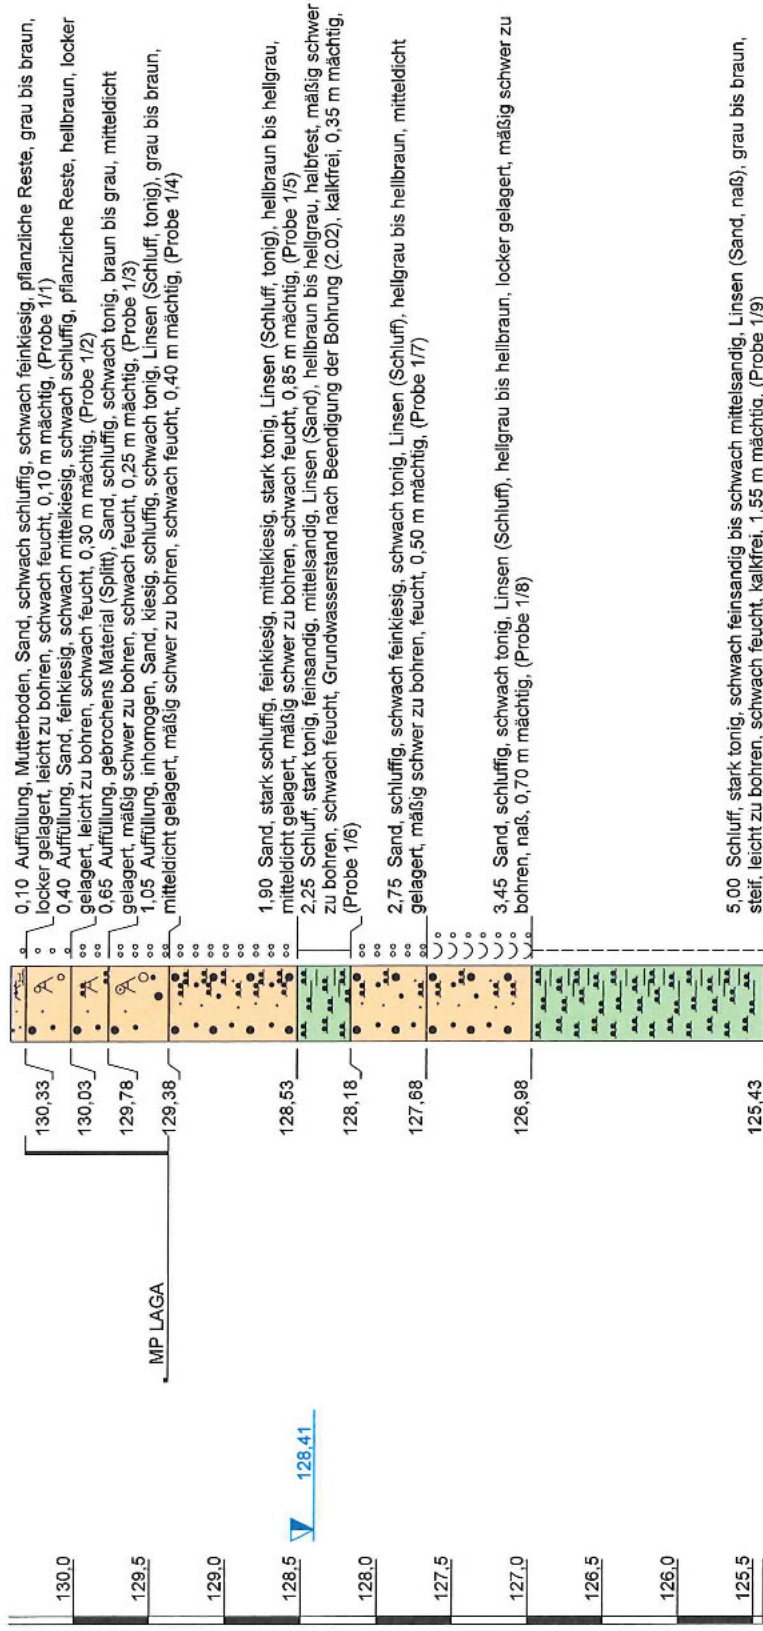 0,10 Auffüllung, Mutterboden, Sand, schwach schluffig, schwach feinkiesig, pflanzliche Reste, grau bis braun,
locker gelagert, leicht zu bohren, schwach feucht, 0,10 m mächtig, (Probe 1/1)
0,40 Auffüllung, Sand, feinkiesig, schwach mittelkiesig, schwach schluffig, pflanzliche Reste, hellbraun, locker
gelagert, leicht zu bohren, schwach feucht, 0,30 m mächtig, (Probe 1/2)
0,65 Auffüllung, gebrochens Material (Splitt), Sand, schluffig, schwach tonig, braun bis grau, mitteldicht
gelagert, mäßig schwer zu bohren, schwach feucht, 0,25 m mächtig, (Probe 1/3)
1,05 Auffüllung, inhomogen, Sand, kiesig, schluffig, schwach tonig, Linsen (Schluff, tonig), grau bis braun,
mitteldicht gelagert, mäßig schwer zu bohren, schwach feucht, 0,40 m mächtig, (Probe 1/4)
1,90 Sand, stark schluffig, feinkiesig, mittelkiesig, stark tonig, Linsen (Schluff, tonig), hellbraun bis hellgrau,
mitteldicht gelagert, mäßig schwer zu bohren, schwach feucht, 0,85 m mächtig, (Probe 1/5)
2,25 Schluff, stark tonig, feinsandig, mittelsandig, Linsen (Sand), hellbraun bis hellgrau, halbfest, mäßig schwer
zu bohren, schwach feucht, Grundwasserstand nach Beendigung der Bohrung (2.02), kalkfrei, 0,35 m mächtig,
(Probe 1/6)
2,75 Sand, schluffig, schwach feinkiesig, schwach tonig, Linsen (Schluff), hellgrau bis hellbraun, mitteldicht
gelagert, mäßig schwer zu bohren, feucht, 0,50 m mächtig, (Probe 1/7)
3,45 Sand, schluffig, schwach tonig, Linsen (Schluff), hellgrau bis hellbraun, locker gelagert, mäßig schwer zu
bohren, naß, 0,70 m mächtig, (Probe 1/8)
5,00 Schluff, stark tonig, schwach feinsandig bis schwach mittelsandig, Linsen (Sand, naß), grau bis braun,
steif, leicht zu bohren, schwach feucht, kalkfrei, 1,55 m mächtig, (Probe 1/9)
A
A
A
130,33
130,03
129,78
129,38
128,53
128,18
127,68
126,98
125,43
MP LAGA
128,41
130,0
129,5
129,0
128,5
128,0
127,5
127,0
126,5
126,0
125,5